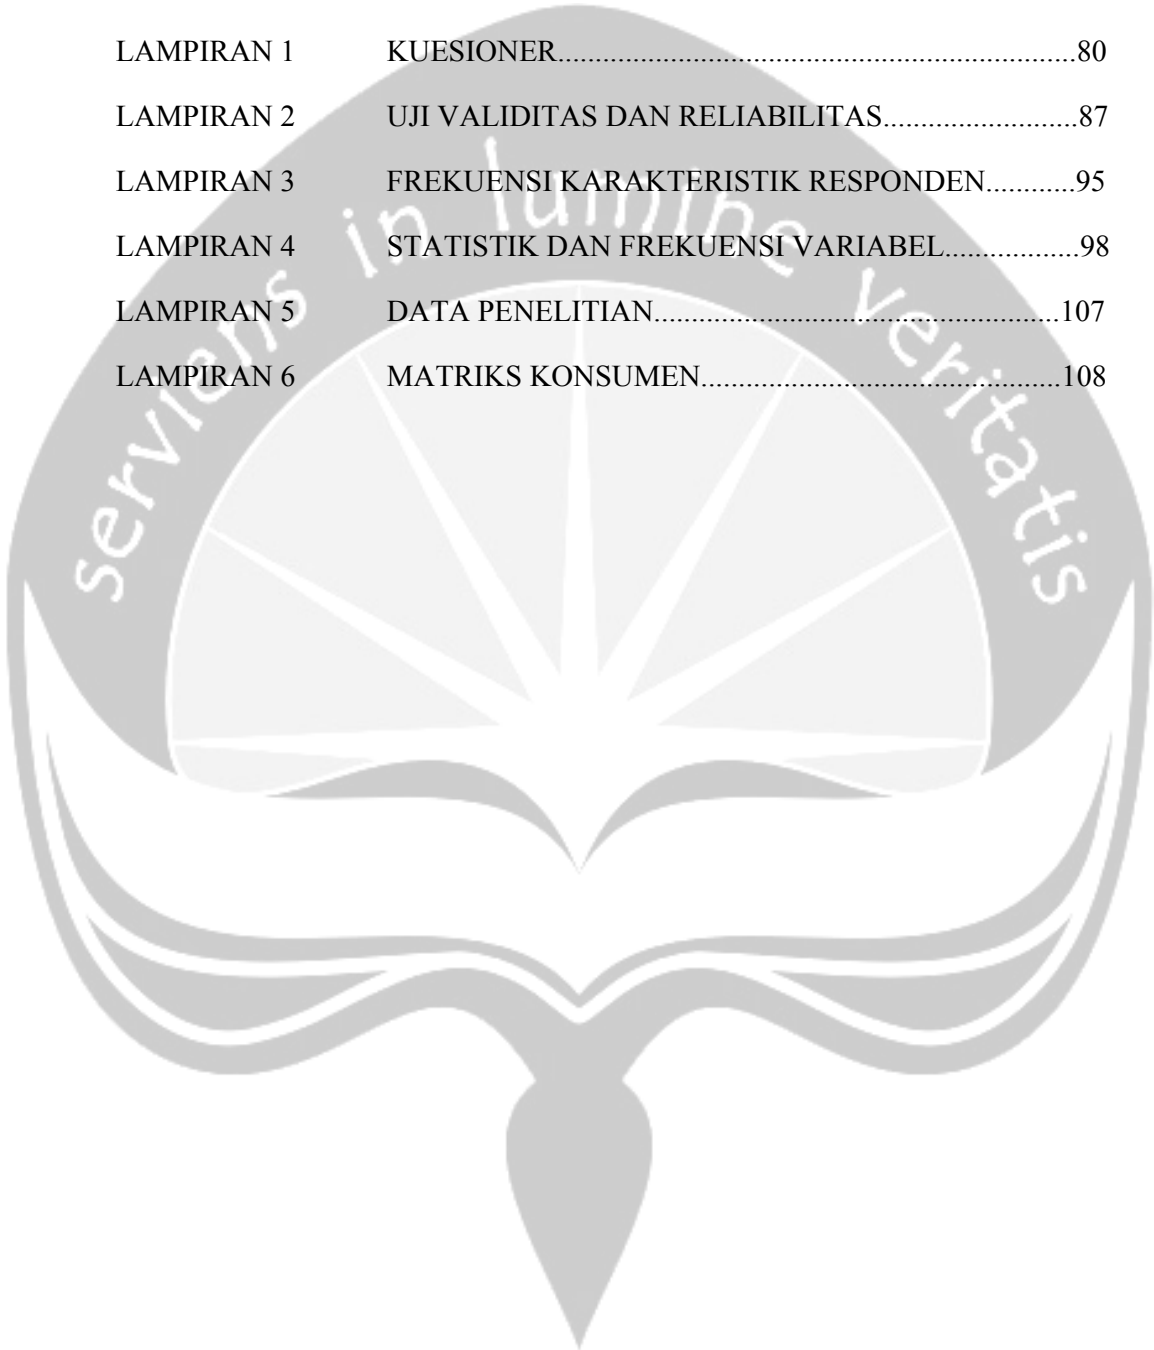 LAMPIRAN 1 KUESIONER.....................................................................80
LAMPIRAN 2 UJI VALIDITAS DAN RELIABILITAS..........................87
LAMPIRAN 3 FREKUENSI KARAKTERISTIK RESPONDEN............95
LAMPIRAN 4 STATISTIK DAN FREKUENSI VARIABEL..................98
LAMPIRAN 5 DATA PENELITIAN......................................................107
LAMPIRAN 6 MATRIKS KONSUMEN................................................108
serviens in lumine veritatis